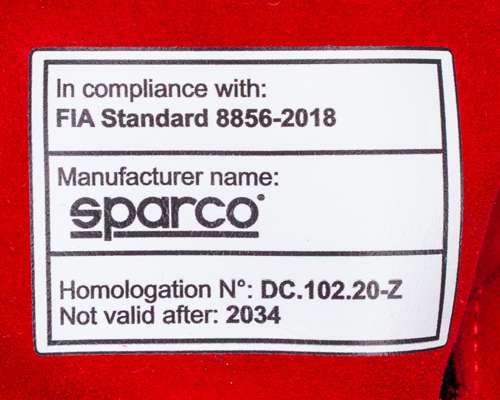 In compliance with:
FIA Standard 8856-2018
Manufacturer name:
sparco
Homologation N°: DC.102.20-Z
Not valid after: 2034